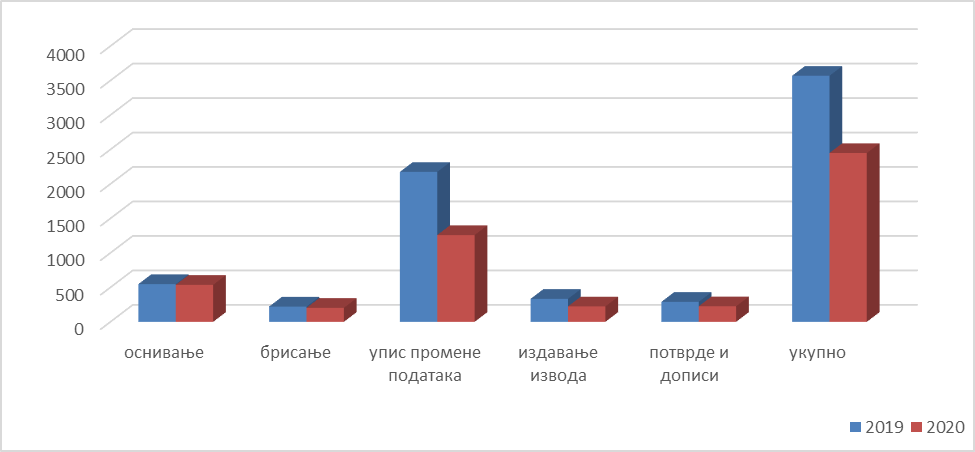 4000
3500
3000
2500
2000
1500
1000
500
0
оснивање
брисање
упис промене
података
издавање
извода
потврде и
дописи
укупно
2019
2020